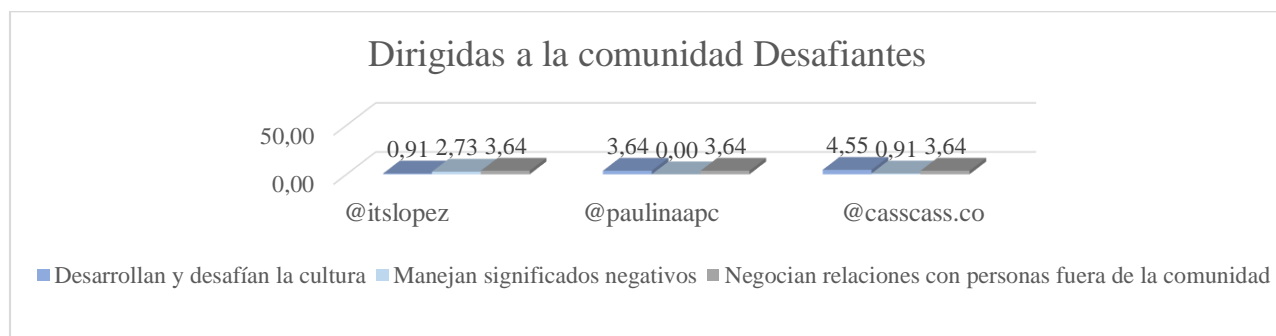 Dirigidas a la comunidad Desafiantes
50,00
0,00
0,91 2,73 3,64 3,64 0,00 3,64 4,55 0,91 3,64
@itslopez @paulinaapc @casscass.co
Desarrollan y desafían la cultura Manejan significados negativos Negocian relaciones con personas fuera de la comunidad